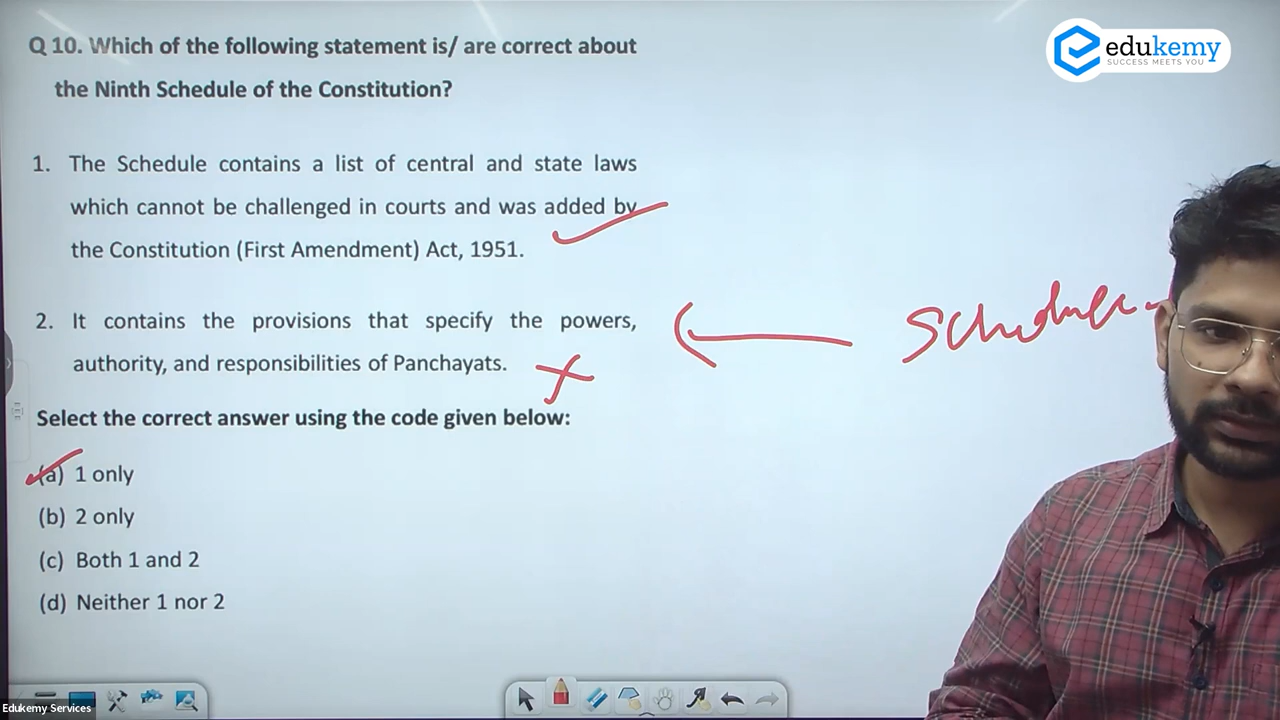 Q 10. Which of the following statement is/ are correct about
the Ninth Schedule of the Constitution?
edukemy
SUCCESS MEETS YOU
1. The Schedule contains a list of central and state laws
which cannot be challenged in courts and was added by
the Constitution (First Amendment) Act, 1951.
2. It contains the provisions that specify the powers,
authority, and responsibilities of Panchayats.
Select the correct answer using the code given below:
(a) 1 only
(b) 2 only
(c) Both 1 and 2
(d) Neither 1 nor 2
Edukemy Services